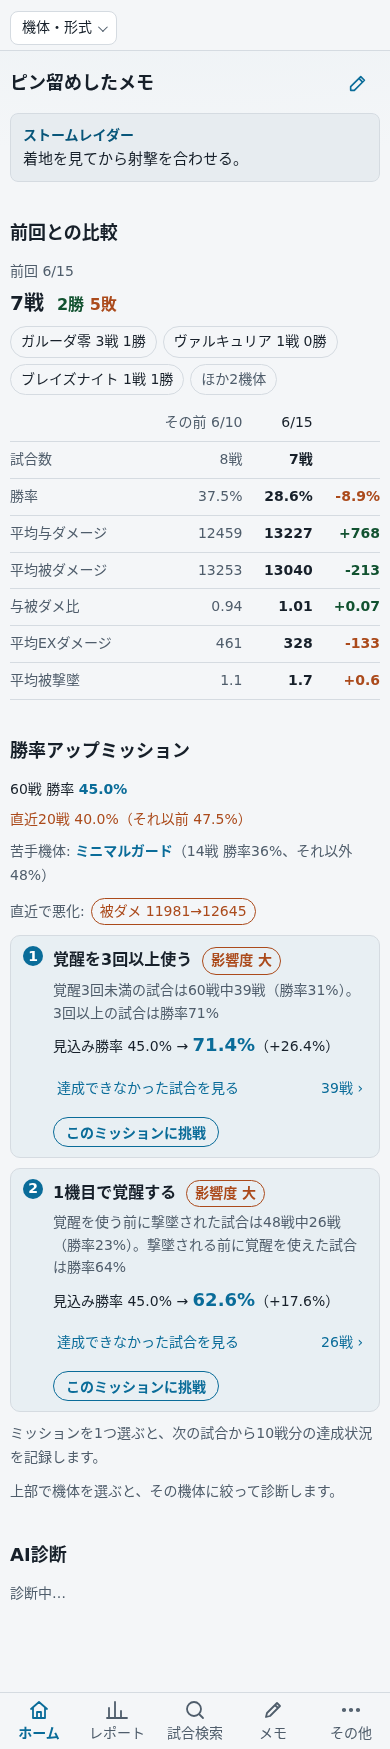 機体・形式
ピン留めしたメモ
ストームレイダー
着地を見てから射撃を合わせる。
前回との比較
前回 6/15
7戦 2勝 5敗
ガルーダ零 3戦 1勝 ヴァルキュリア 1戦 0勝
ブレイズナイト 1戦 1勝 ほか2機体
その前 6/10 6/15
試合数 8戦 7戦
勝率 37.5% 28.6% -8.9%
平均与ダメージ 12459 13227 +768
平均被ダメージ 13253 13040 -213
与被ダメ比 0.94 1.01 +0.07
平均EXダメージ 461 328 -133
平均被撃墜 1.1 1.7 +0.6
勝率アップミッション
60戦 勝率 45.0%
直近20戦 40.0%（それ以前 47.5%）
苦手機体: ミニマルガード（14戦 勝率36%、それ以外
48%）
直近で悪化: 被ダメ 11981→12645
1 覚醒を3回以上使う 影響度 大
覚醒3回未満の試合は60戦中39戦（勝率31%）。
3回以上の試合は勝率71%
見込み勝率 45.0% → 71.4%（+26.4%）
達成できなかった試合を見る 39戦 ›
このミッションに挑戦
2 1機目で覚醒する 影響度 大
覚醒を使う前に撃墜された試合は48戦中26戦
（勝率23%）。撃墜される前に覚醒を使えた試合
は勝率64%
見込み勝率 45.0% → 62.6%（+17.6%）
達成できなかった試合を見る 26戦 ›
このミッションに挑戦
ミッションを1つ選ぶと、次の試合から10戦分の達成状況
を記録します。
上部で機体を選ぶと、その機体に絞って診断します。
AI診断
診断中…
ホーム レポート 試合検索 メモ その他